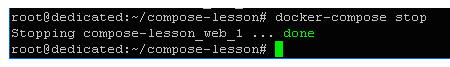 root@dedicated:~/compose-lesson# docker-compose stop
Stopping compose-lesson_web_1 ... done
root@dedicated:~/compose-lesson#